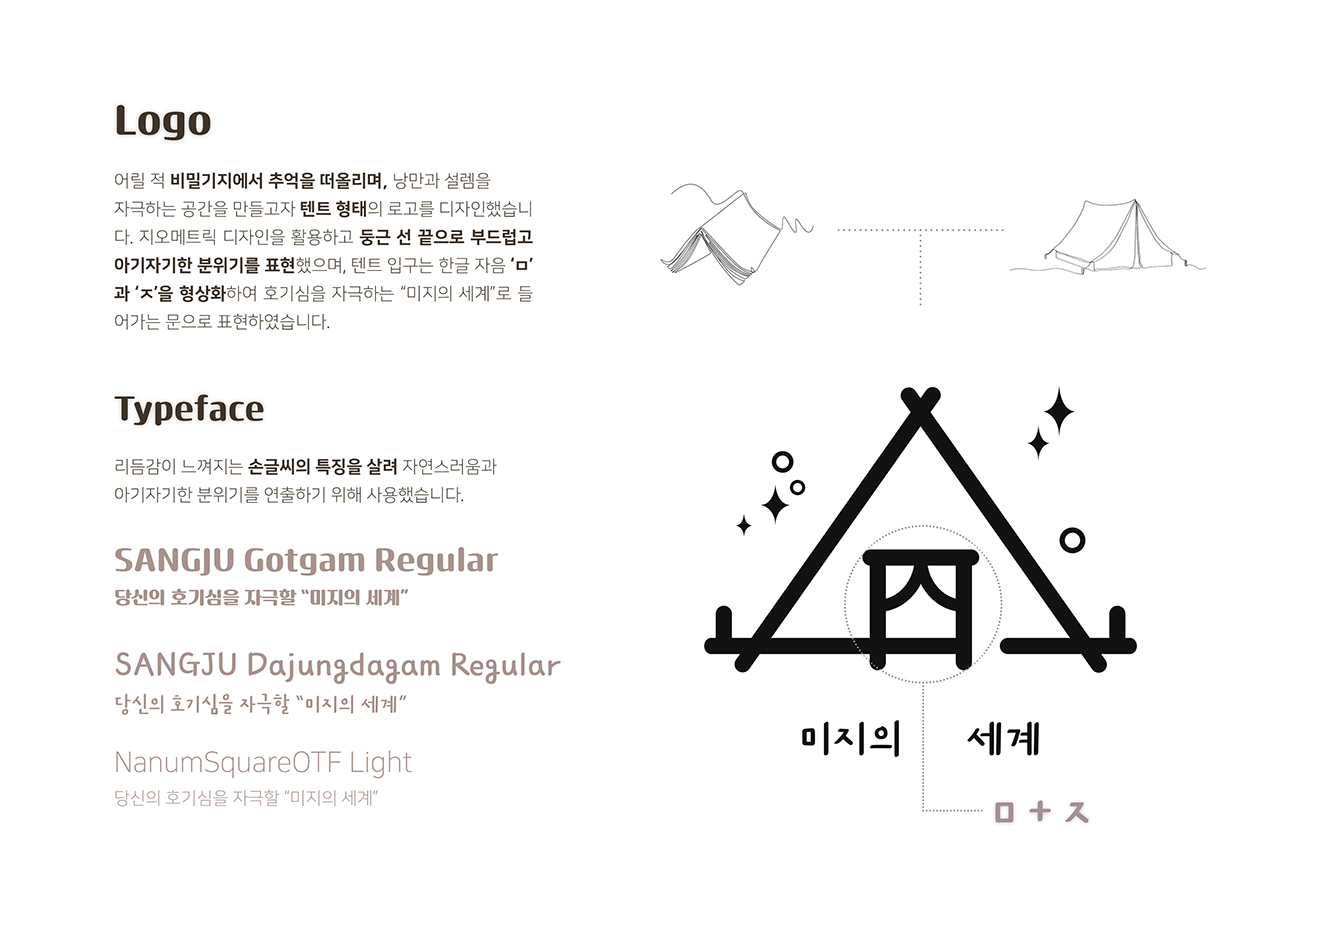 Logo
어릴 적 비밀기지에서 추억을 떠올리며, 낭만과 설렘을
자극하는 공간을 만들고자 텐트 형태의 로고를 디자인했습니
다. 지오메트릭 디자인을 활용하고 둥근 선 끝으로 부드럽고
아기자기한 분위기를 표현했으며, 텐트 입구는 한글 자음 ‘ㅁ’
과 ‘ㅈ’을 형상화하여 호기심을 자극하는 “미지의 세계”로 들
어가는 문으로 표현하였습니다.
Typeface
리듬감이 느껴지는 손글씨의 특징을 살려 자연스러움과
아기자기한 분위기를 연출하기 위해 사용했습니다.
SANGJU Gotgam Regular
당신의 호기심을 자극할 “미지의 세계”
SANGJU Dajungdagam Regular
당신의 호기심을 자극할 “미지의 세계”
NanumSquareOTF Light
당신의 호기심을 자극할 “미지의 세계”
미지의 세계
ㅁ + ㅈ